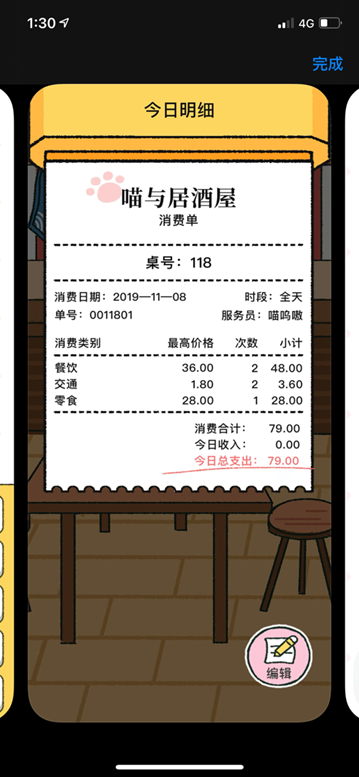 1:30
4G
完成
今日明细
喵与居酒屋
消费单
桌号：118
消费日期：2019—11—08 时段：全天
单号：0011801 服务员：喵呜嗷
消费类别 最高价格 次数 小计
餐饮 36.00 2 48.00
交通 1.80 2 3.60
零食 28.00 1 28.00
消费合计： 79.00
今日收入： 0.00
今日总支出： 79.00
编辑